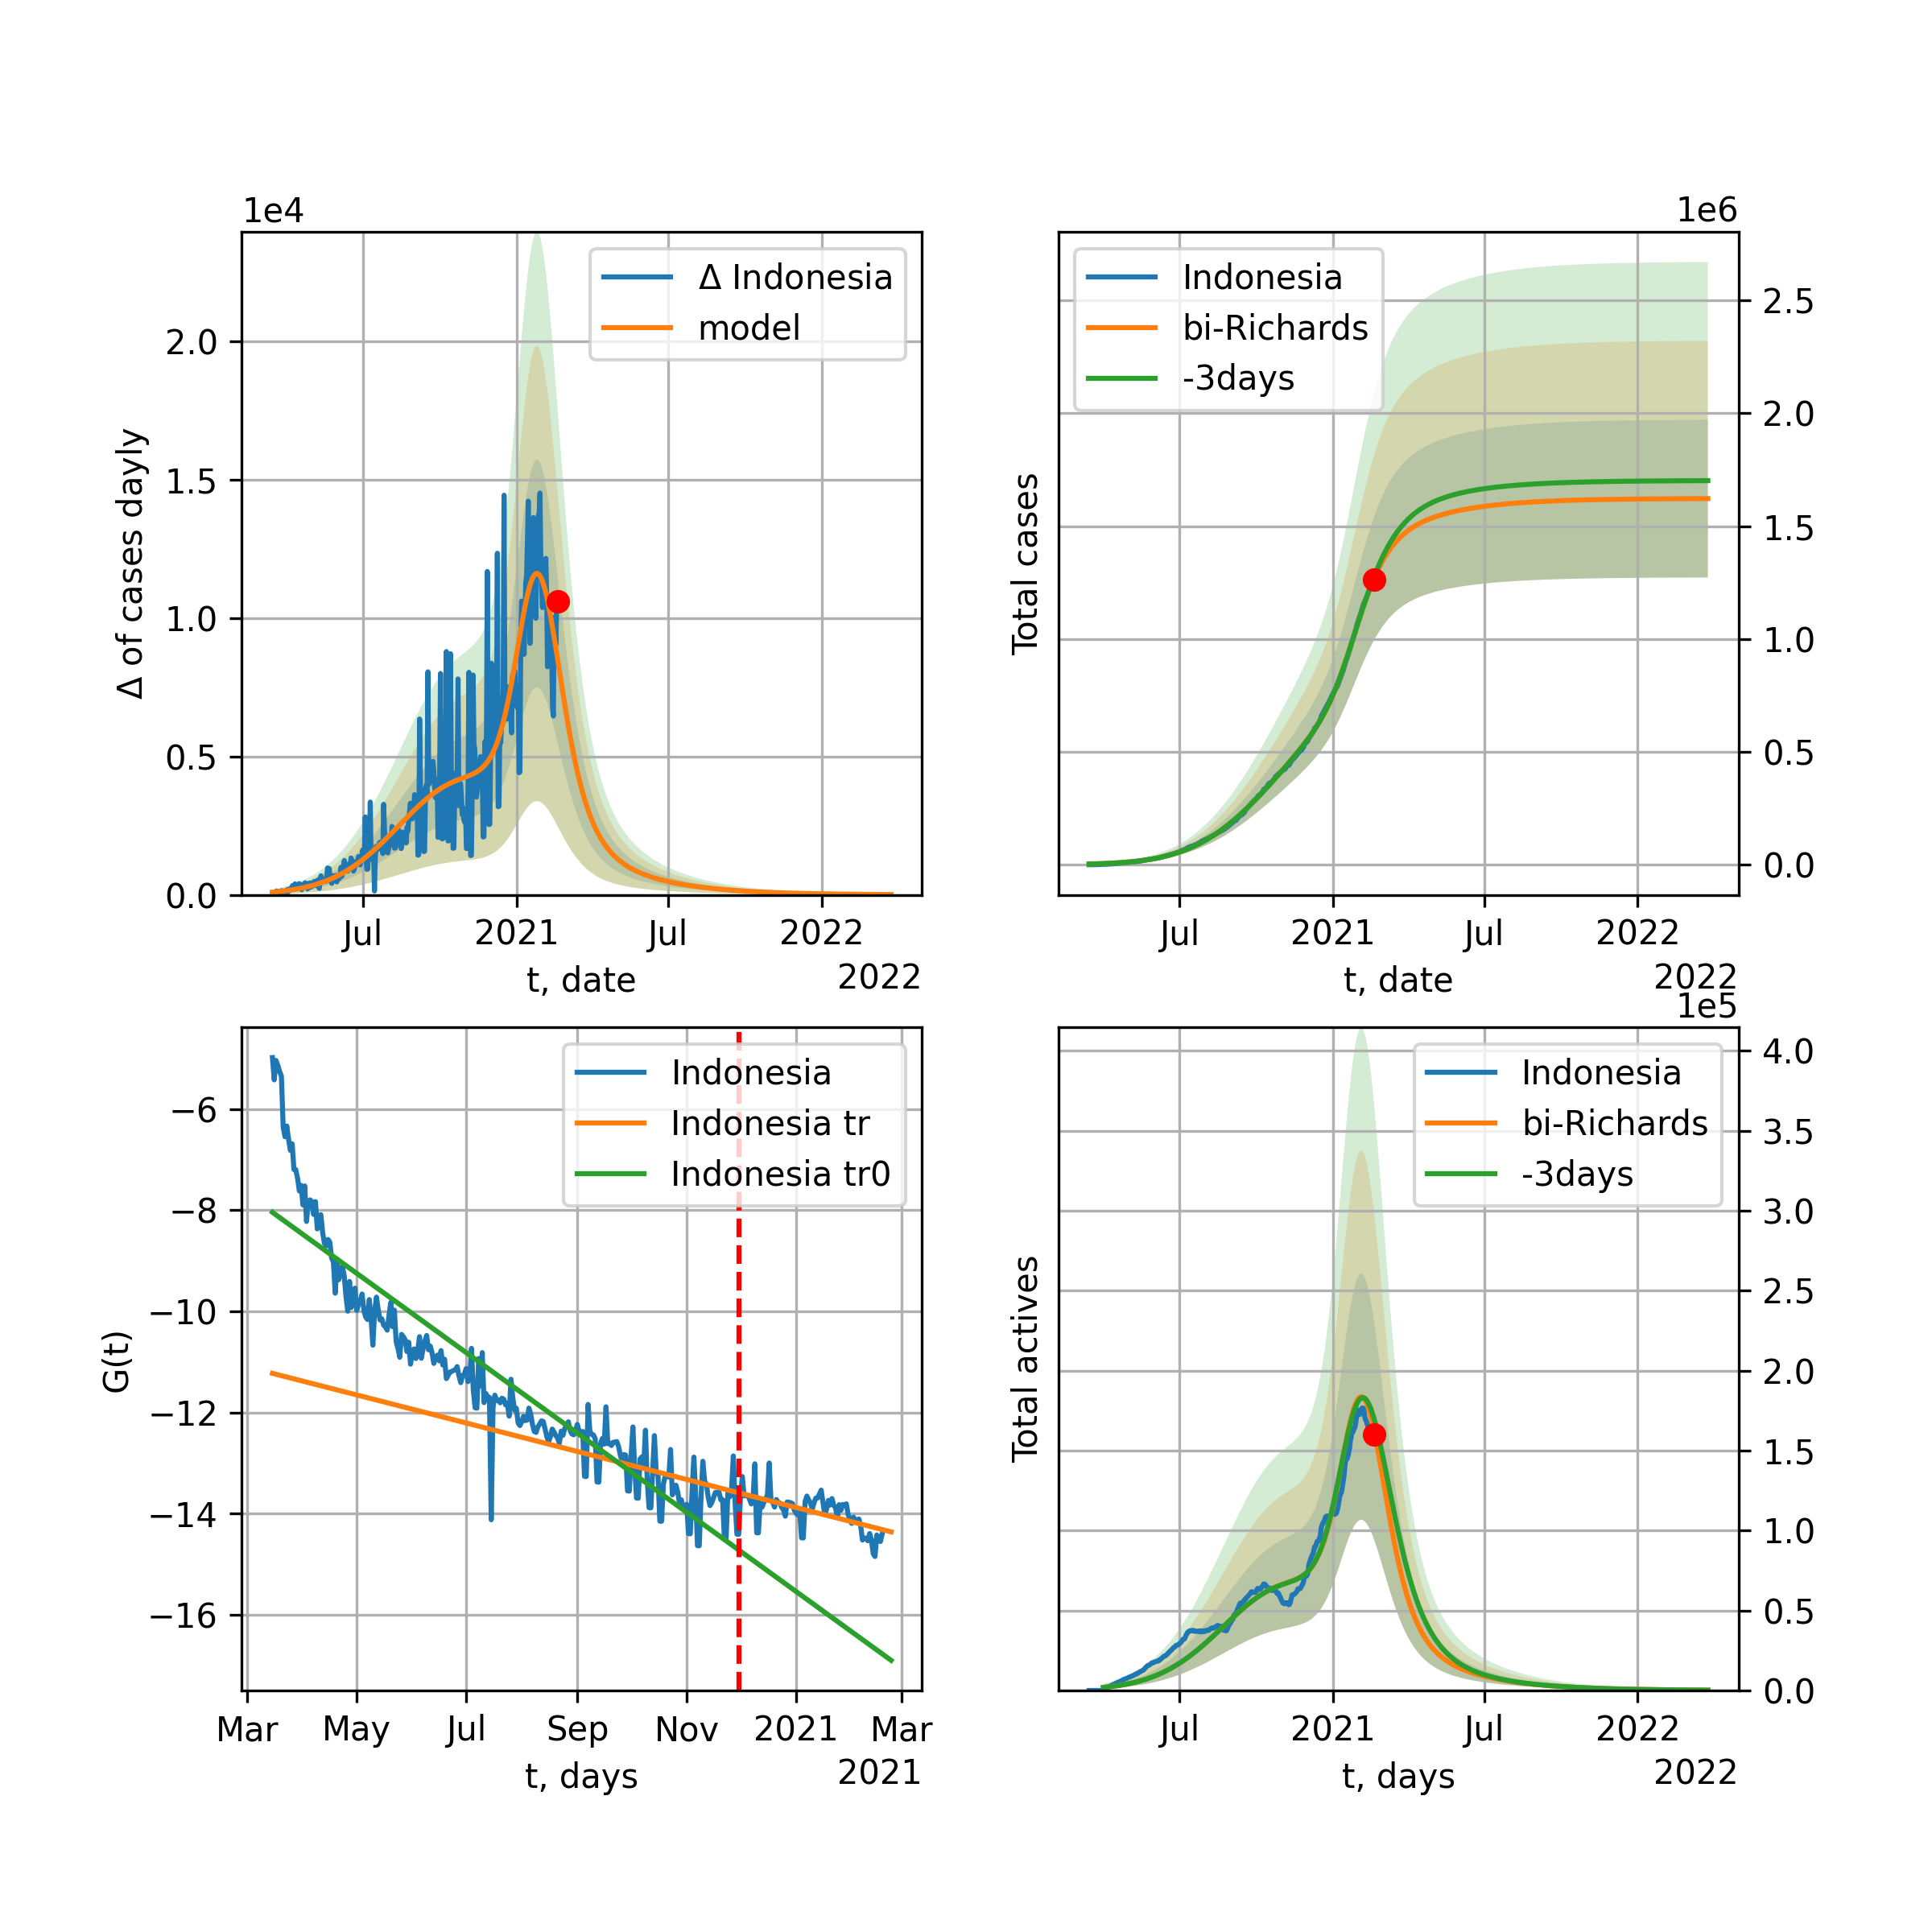 1e4
Δ Indonesia
model
2.0
1.5
1.0
0.5
0.0
Δ of cases dayly
Jul 2021 Jul 2022
t, date
2022
1e6
Indonesia
bi-Richards
-3days
2.5
2.0
1.5
1.0
0.5
0.0
Total cases
Jul 2021 Jul 2022
t, date
2022
Indonesia
Indonesia tr
Indonesia tr0
−6
−8
−10
−12
−14
−16
G(t)
Mar May Jul Sep Nov 2021 Mar
t, days
2021
1e5
Indonesia
bi-Richards
-3days
4.0
3.5
3.0
2.5
2.0
1.5
1.0
0.5
0.0
Total actives
Jul 2021 Jul 2022
t, days
2022